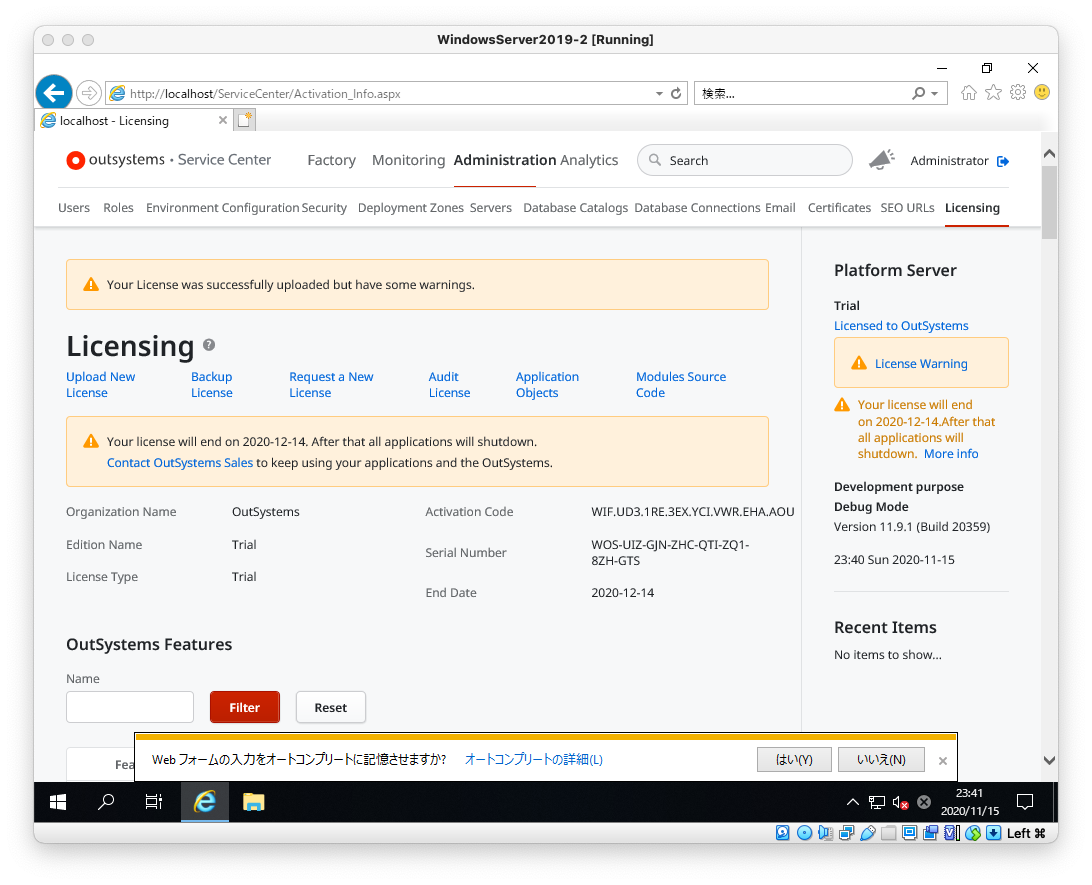 WindowsServer2019-2 [Running]
http://localhost/ServiceCenter/Activation_Info.aspx
検索...
localhost - Licensing
outsystems • Service Center
Factory
Monitoring
Administration
Analytics
Search
Administrator
Users
Roles
Environment Configuration
Security
Deployment Zones
Servers
Database Catalogs
Database Connections
Email
Certificates
SEO URLs
Licensing
Your License was successfully uploaded but have some warnings.
Licensing ?
Upload New
License
Backup
License
Request a New
License
Audit
License
Application
Objects
Modules Source
Code
Your license will end on 2020-12-14. After that all applications will shutdown.
Contact OutSystems Sales to keep using your applications and the OutSystems.
Organization Name
OutSystems
Edition Name
Trial
License Type
Trial
Activation Code
WIF.UD3.1RE.3EX.YCI.VWR.EHA.AOU
Serial Number
WOS-UIZ-GJN-ZHC-QTI-ZQ1-
8ZH-GTS
End Date
2020-12-14
OutSystems Features
Name
Filter
Reset
Fea
Platform Server
Trial
Licensed to OutSystems
License Warning
Your license will end
on 2020-12-14.After that
all applications will
shutdown. More info
Development purpose
Debug Mode
Version 11.9.1 (Build 20359)
23:40 Sun 2020-11-15
Recent Items
No items to show...
Web フォームの入力をオートコンプリートに記憶させますか?
オートコンプリートの詳細(L)
はい(Y)
いいえ(N)
23:41
2020/11/15
Left ⌘